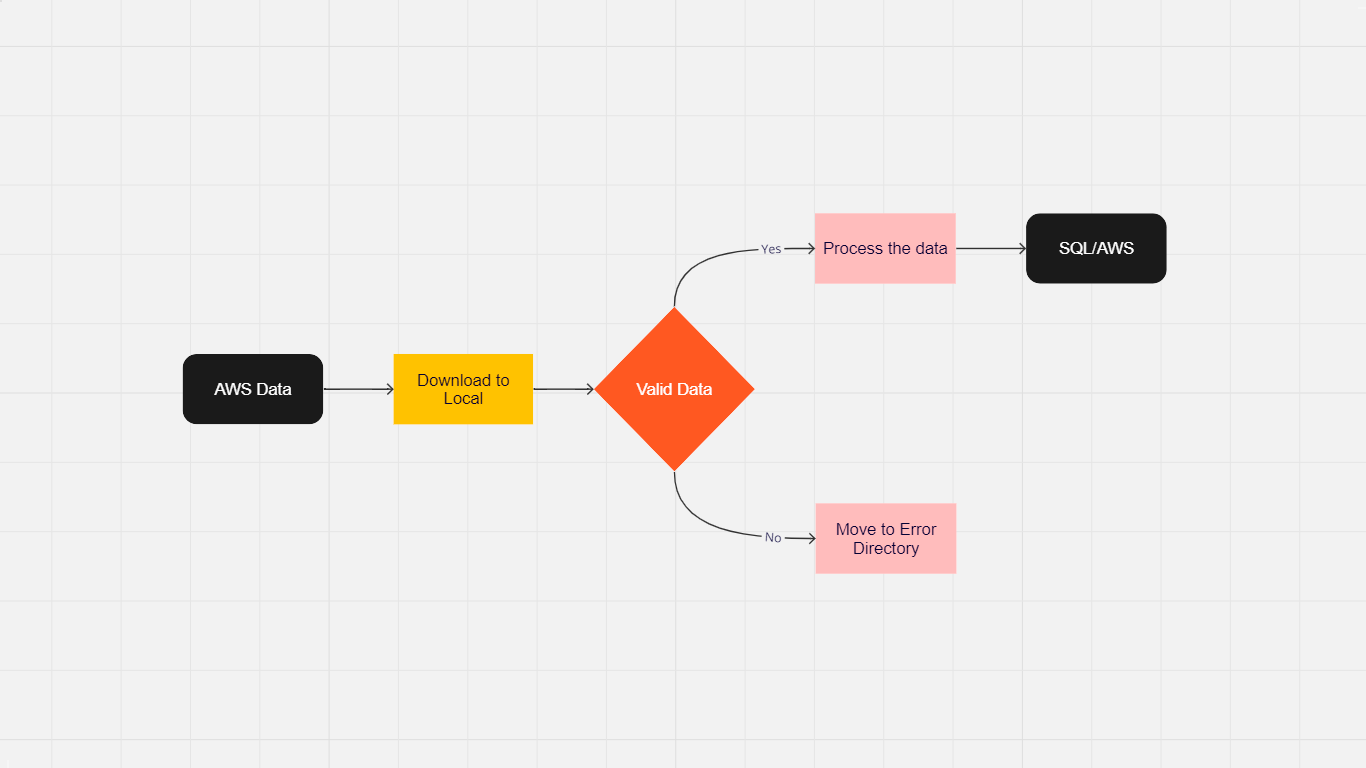 AWS Data
Download to
Local
Valid Data
Yes
Process the data
SQL/AWS
No
Move to Error
Directory